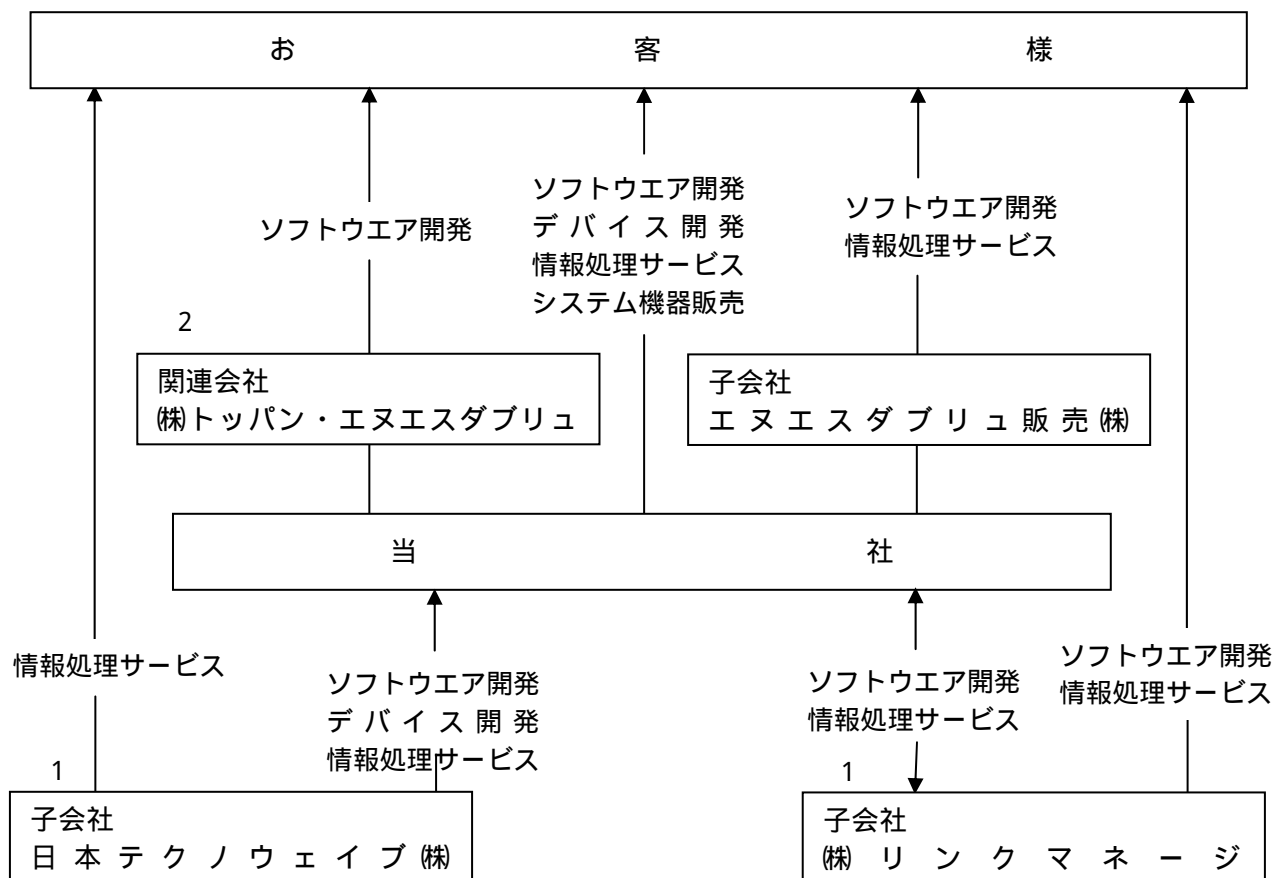 お客様
ソフトウエア開発
ソフトウエア開発
デバイス開発
情報処理サービス
システム機器販売
ソフトウエア開発
情報処理サービス
2
関連会社
㈱トッパン・エヌエスダブリュ
子会社
エヌエスダブリュ販売㈱
当社
情報処理サービス
ソフトウエア開発
デバイス開発
情報処理サービス
ソフトウエア開発
情報処理サービス
ソフトウエア開発
情報処理サービス
1
子会社
日本テクノウェイブ㈱
1
子会社
㈱リンクマネージ